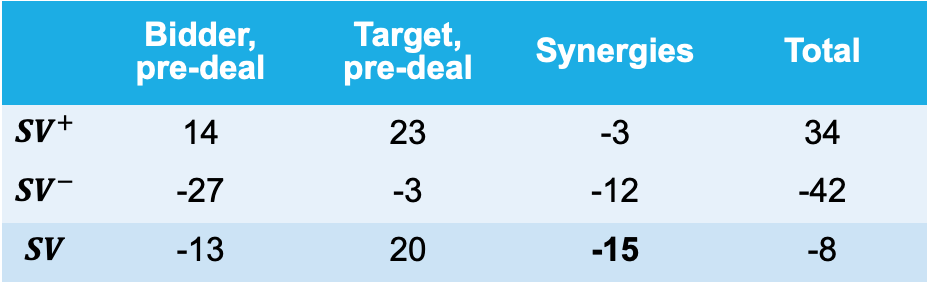 Bidder, pre-deal Target, pre-deal Synergies Total
SV⁺ 14 23 -3 34
SV⁻ -27 -3 -12 -42
SV -13 20 -15 -8